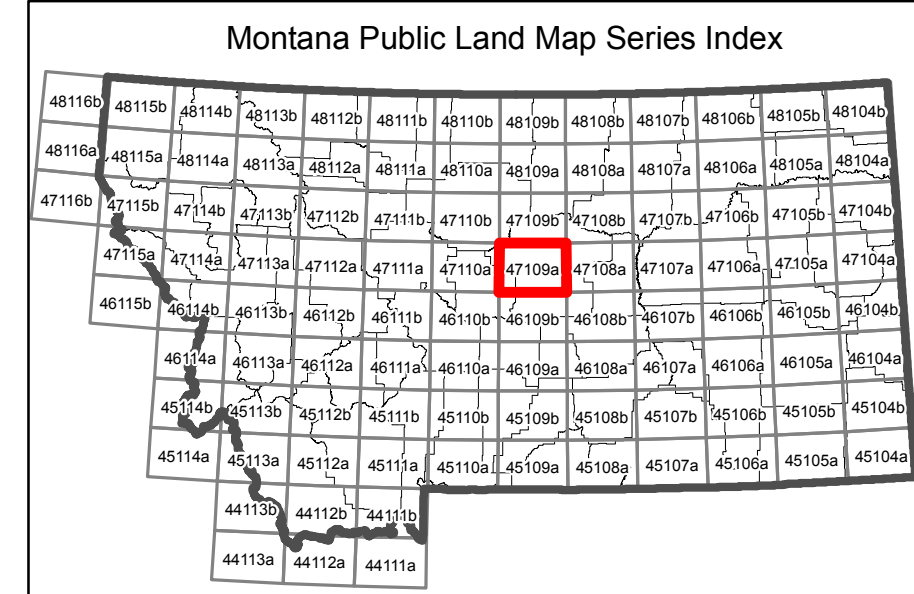 Montana Public Land Map Series Index
48116b 48115b 48114b 48113b 48112b 48111b 48110b 48109b 48108b 48107b 48106b 48105b 48104b
48116a 48115a 48114a 48113a 48112a 48111a 48110a 48109a 48108a 48107a 48106a 48105a 48104a
47116b 47115b 47114b 47113b 47112b 47111b 47110b 47109b 47108b 47107b 47106b 47105b 47104b
47115a 47114a 47113a 47112a 47111a 47110a 47109a 47108a 47107a 47106a 47105a 47104a
46115b 46114b 46113b 46112b 46111b 46110b 46109b 46108b 46107b 46106b 46105b 46104b
46114a 46113a 46112a 46111a 46110a 46109a 46108a 46107a 46106a 46105a 46104a
45114b 45113b 45112b 45111b 45110b 45109b 45108b 45107b 45106b 45105b 45104b
45114a 45113a 45112a 45111a 45110a 45109a 45108a 45107a 45106a 45105a 45104a
44113b 44112b 44111b
44113a 44112a 44111a